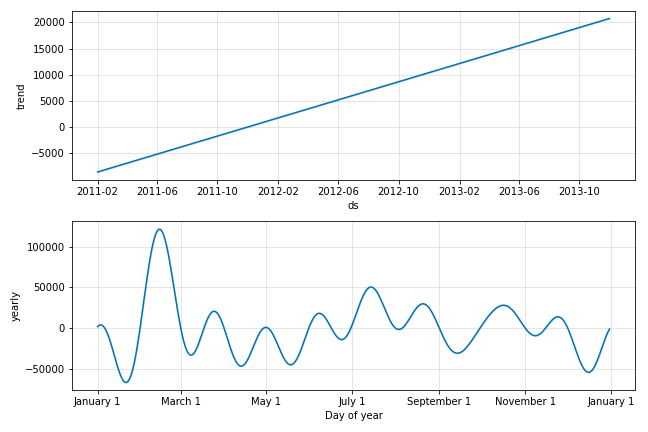 20000
15000
10000
5000
0
−5000
trend
2011-02 2011-06 2011-10 2012-02 2012-06 2012-10 2013-02 2013-06 2013-10
ds
100000
50000
0
−50000
yearly
January 1 March 1 May 1 July 1 September 1 November 1 January 1
Day of year